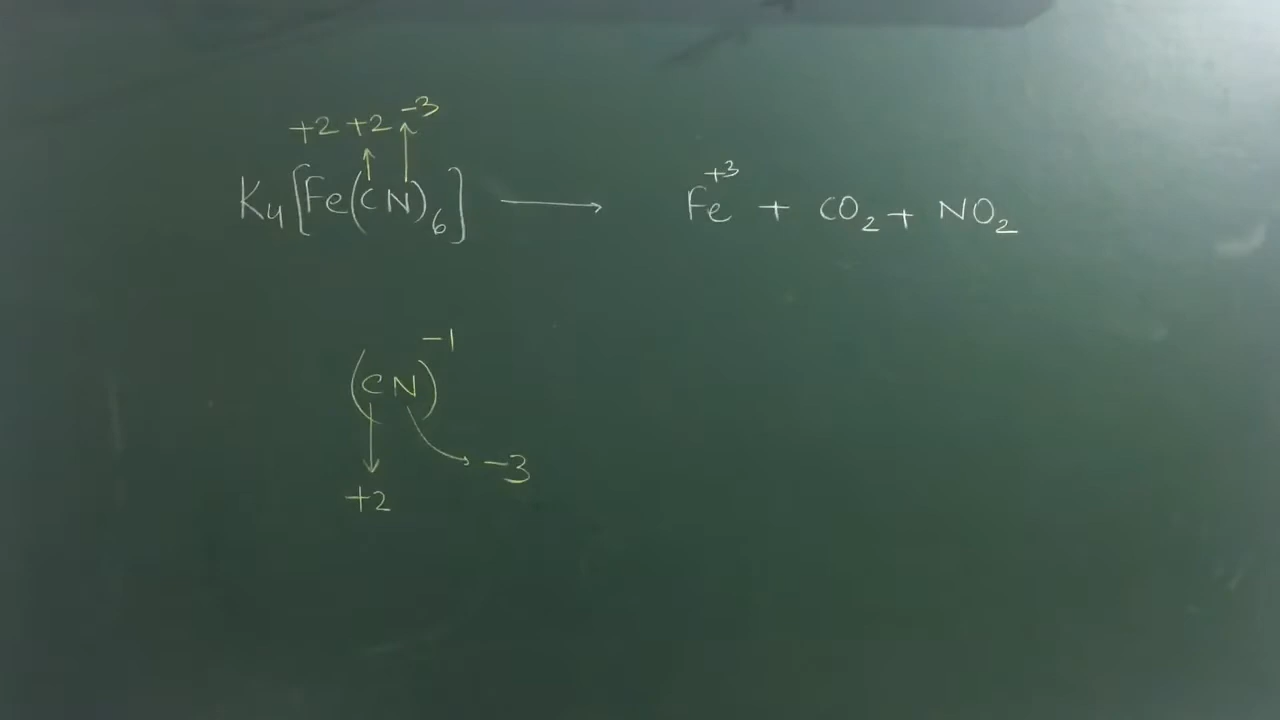 +2 +2 -3
K4[Fe(CN)6] ⟶ Fe+3 + CO2 + NO2
(CN)-1
-3
+2